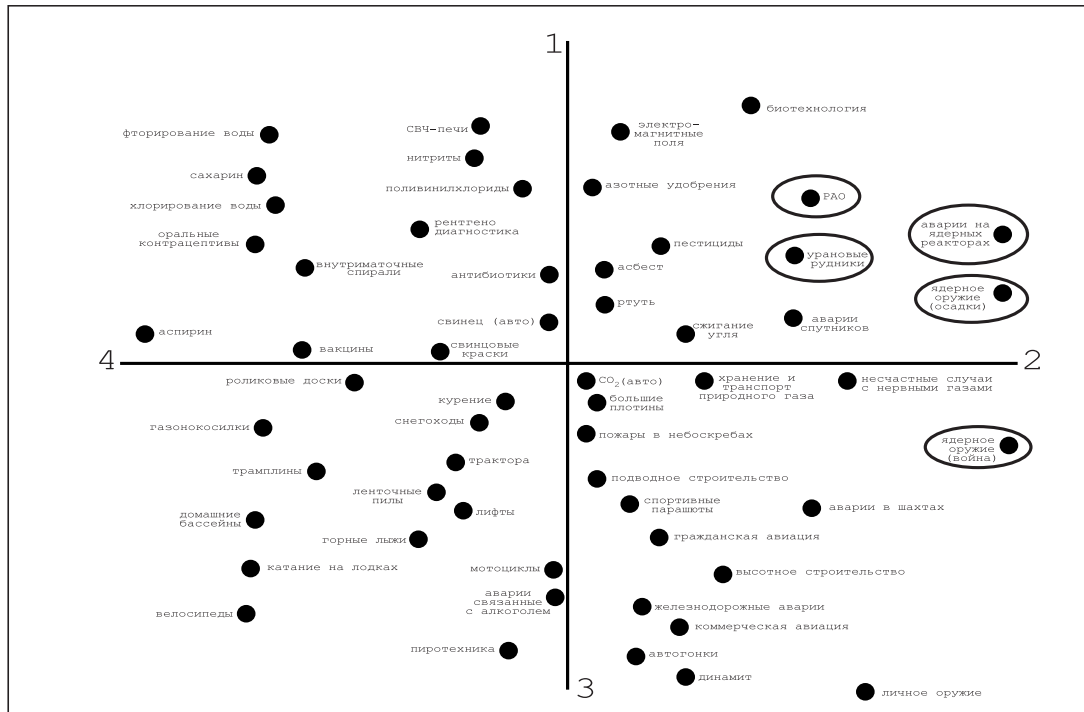 1
биотехнология
СВЧ-печи
электро-
магнитные
поля
фторирование воды
нитриты
сахарин
поливинилхлориды
азотные удобрения
РАО
хлорирование воды
рентгено
диагностика
аварии на
ядерных
реакторах
оральные
контрацептивы
пестициды
урановые
рудники
внутриматочные
спирали
антибиотики
асбест
ядерное
оружие
(осадки)
ртуть
свинец (авто)
аварии
спутников
аспирин
сжигание
угля
вакцины
свинцовые
краски
4
2
роликовые доски
CO₂(авто)
хранение и
транспорт
природного газа
несчастные случаи
с нервными газами
курение
большие
плотины
снегоходы
газонокосилки
пожары в небоскребах
ядерное
оружие
(война)
трактора
трамплины
подводное строительство
ленточные
пилы
спортивные
парашюты
лифты
аварии в шахтах
домашние
бассейны
горные лыжи
гражданская авиация
катание на лодках
мотоциклы
высотное строительство
аварии
связанные
с алкоголем
железнодорожные аварии
велосипеды
коммерческая авиация
пиротехника
автогонки
динамит
3
личное оружие